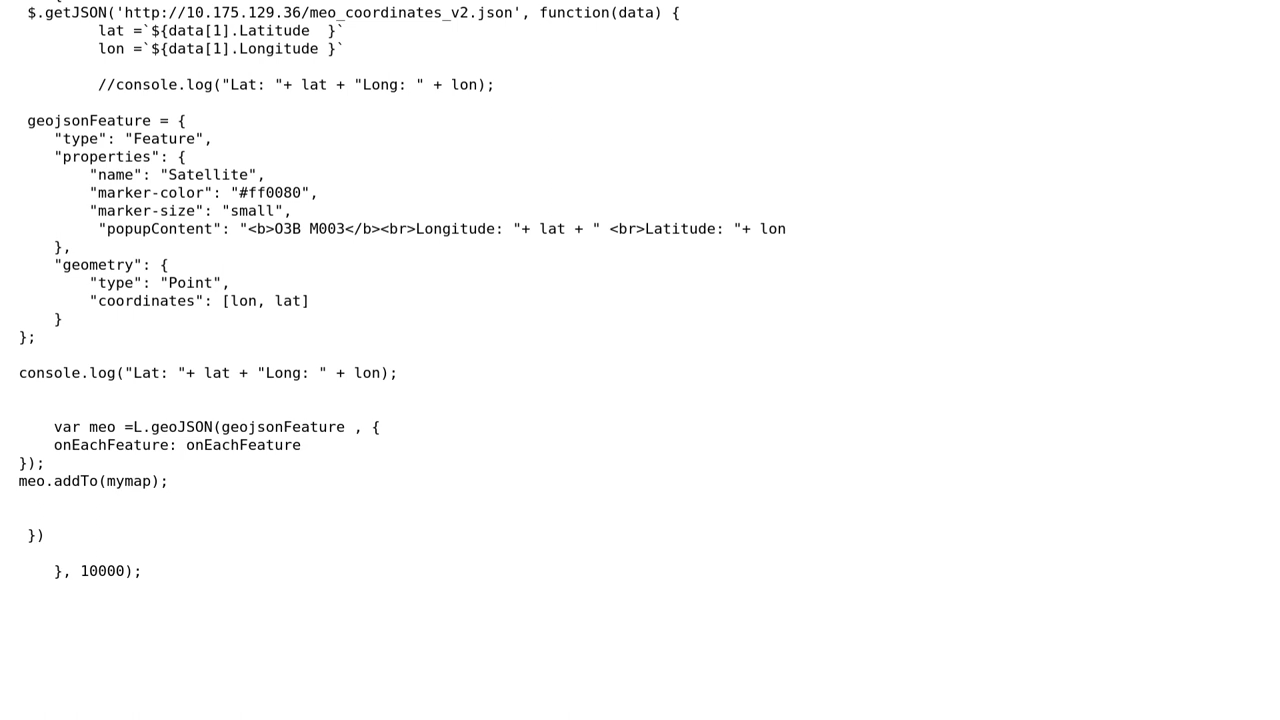 $.getJSON('http://10.175.129.36/meo_coordinates_v2.json', function(data) {
lat =`${data[1].Latitude  }`
lon =`${data[1].Longitude }`
//console.log("Lat: "+ lat + "Long: " + lon);
geojsonFeature = {
"type": "Feature",
"properties": {
"name": "Satellite",
"marker-color": "#ff0080",
"marker-size": "small",
"popupContent": "<b>O3B M003</b><br>Longitude: "+ lat + " <br>Latitude: "+ lon
},
"geometry": {
"type": "Point",
"coordinates": [lon, lat]
}
};
console.log("Lat: "+ lat + "Long: " + lon);
var meo =L.geoJSON(geojsonFeature , {
onEachFeature: onEachFeature
});
meo.addTo(mymap);
})
}, 10000);